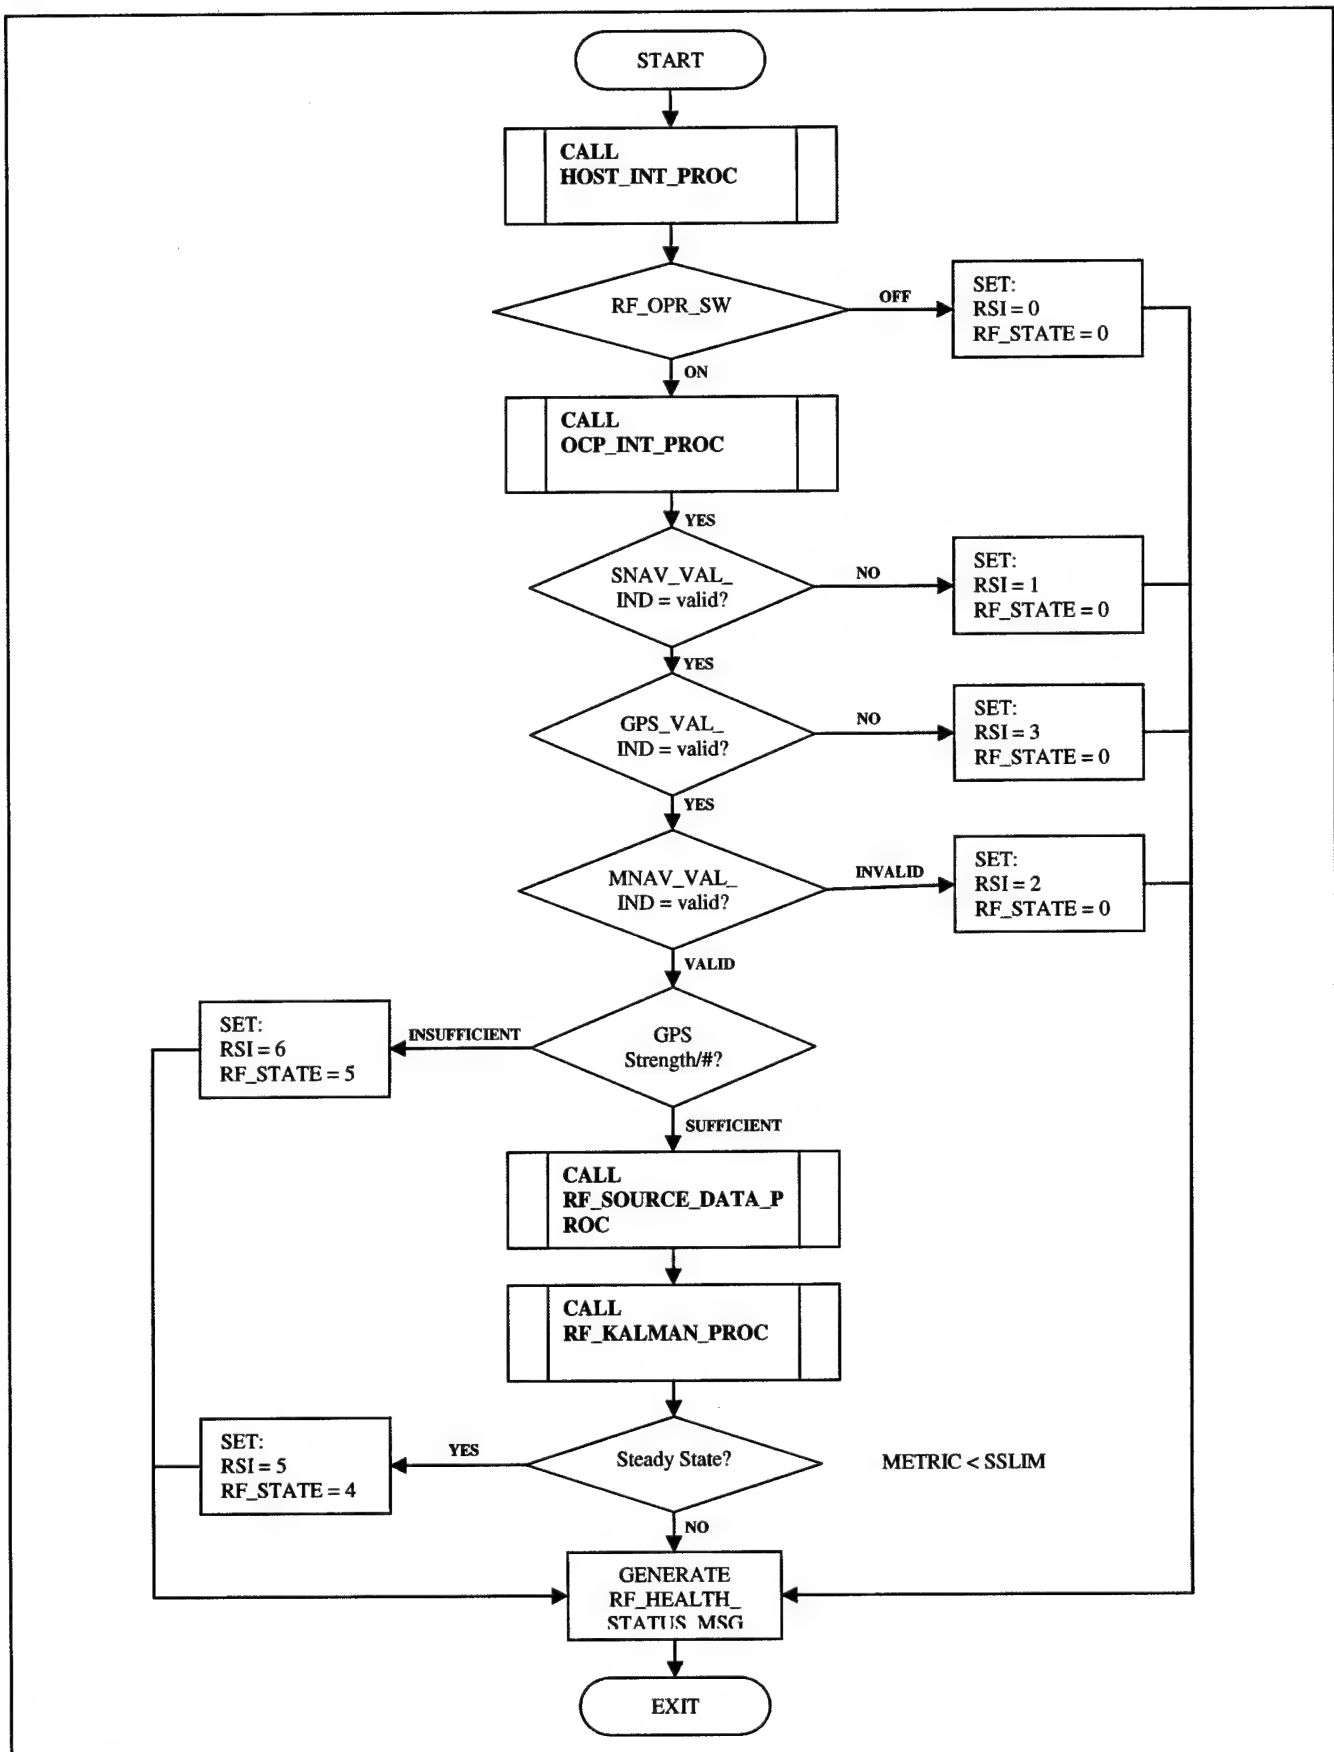 START
CALL
HOST_INT_PROC
RF_OPR_SW
OFF
SET:
RSI = 0
RF_STATE = 0
ON
CALL
OCP_INT_PROC
YES
SNAV_VAL_
IND = valid?
NO
SET:
RSI = 1
RF_STATE = 0
YES
GPS_VAL_
IND = valid?
NO
SET:
RSI = 3
RF_STATE = 0
YES
MNAV_VAL_
IND = valid?
INVALID
SET:
RSI = 2
RF_STATE = 0
VALID
GPS
Strength/#?
INSUFFICIENT
SET:
RSI = 6
RF_STATE = 5
SUFFICIENT
CALL
RF_SOURCE_DATA_P
ROC
CALL
RF_KALMAN_PROC
Steady State?
METRIC < SSLIM
YES
SET:
RSI = 5
RF_STATE = 4
NO
GENERATE
RF_HEALTH_
STATUS_MSG
EXIT